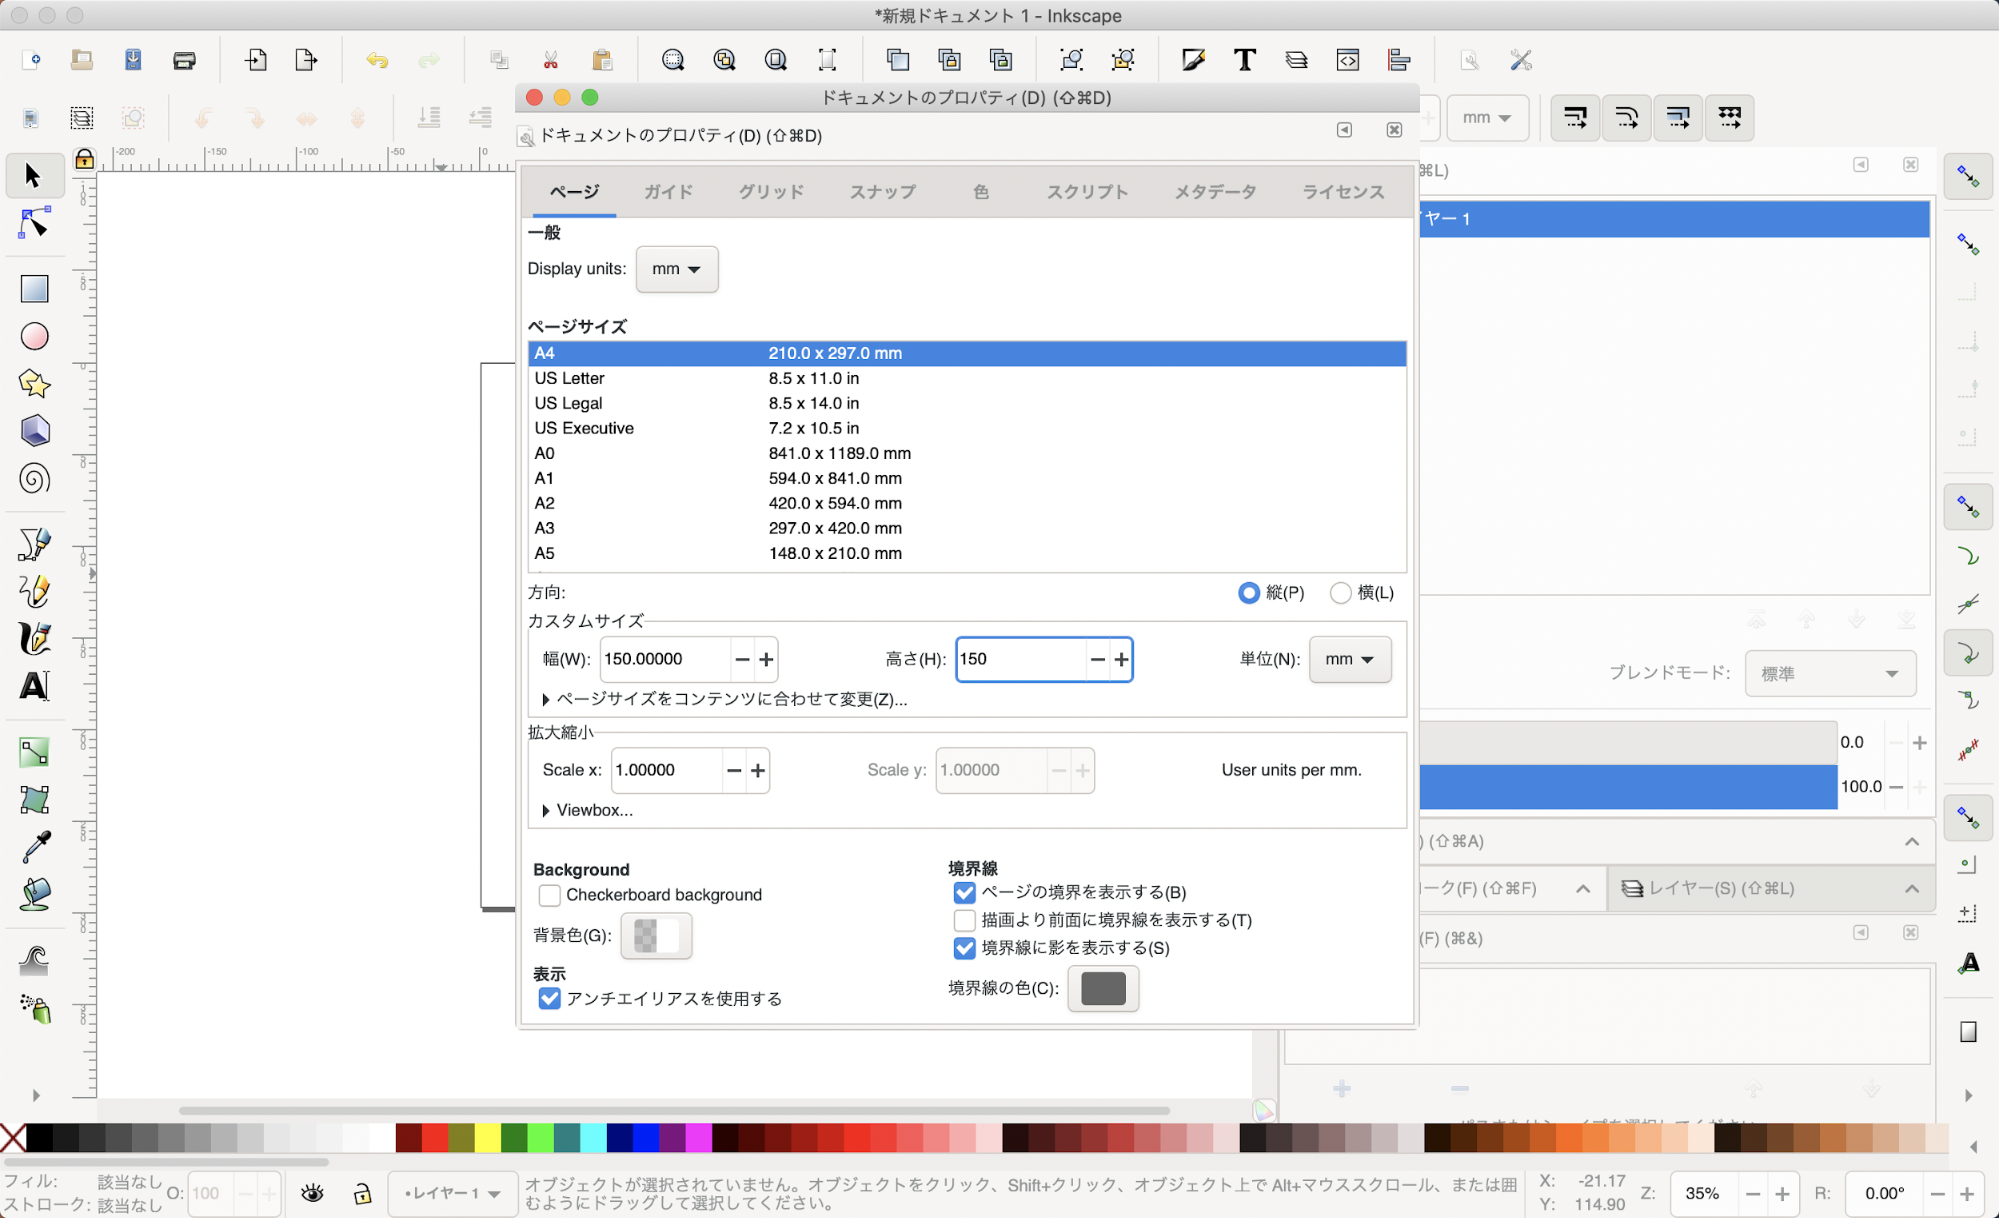 *新規ドキュメント 1 - Inkscape
ドキュメントのプロパティ(D) (⇧⌘D)
ドキュメントのプロパティ(D) (⇧⌘D)
mm
-200
-150
-100
-50
0
⌘L)
ページ
ガイド
グリッド
スナップ
色
スクリプト
メタデータ
ライセンス
イヤー 1
一般
Display units:
mm
ページサイズ
A4 210.0 x 297.0 mm
US Letter 8.5 x 11.0 in
US Legal 8.5 x 14.0 in
US Executive 7.2 x 10.5 in
A0 841.0 x 1189.0 mm
A1 594.0 x 841.0 mm
A2 420.0 x 594.0 mm
A3 297.0 x 420.0 mm
A5 148.0 x 210.0 mm
方向:
縦(P)
横(L)
カスタムサイズ
幅(W): 150.00000
高さ(H): 150
単位(N): mm
ページサイズをコンテンツに合わせて変更(Z)...
拡大縮小
Scale x: 1.00000
Scale y: 1.00000
User units per mm.
Viewbox...
Background
Checkerboard background
背景色(G):
表示
アンチエイリアスを使用する
境界線
ページの境界を表示する(B)
描画より前面に境界線を表示する(T)
境界線に影を表示する(S)
境界線の色(C):
ブレンドモード: 標準
0.0
100.0
) (⇧⌘A)
ーク(F) (⇧⌘F)
レイヤー(S) (⇧⌘L)
(F) (⌘&)
フィル: 該当なし
ストローク: 該当なし
O: 100
•レイヤー 1
オブジェクトが選択されていません。オブジェクトをクリック、Shift+クリック、オブジェクト上で Alt+マウススクロール、または囲
むようにドラッグして選択してください。
X: -21.17
Y: 114.90
Z: 35%
R: 0.00°